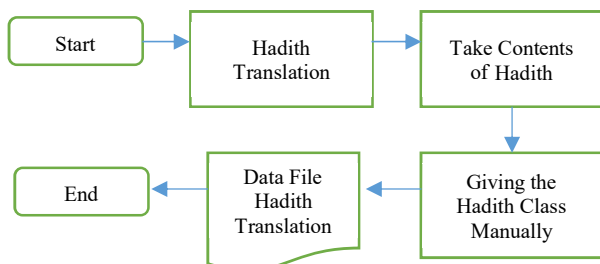 Start
Hadith
Translation
Take Contents
of Hadith
Giving the
Hadith Class
Manually
Data File
Hadith
Translation
End